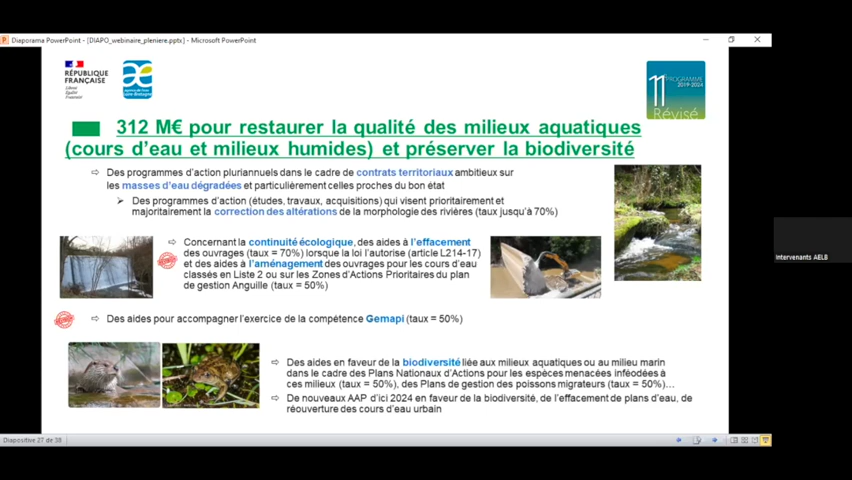 Diaporama PowerPoint - [DIAPO_webinaire_pleniere.pptx] - Microsoft PowerPoint
RÉPUBLIQUE
FRANÇAISE
Liberté
Égalité
Fraternité
11
PROGRAMME
2019-2024
Révisé
312 M€ pour restaurer la qualité des milieux aquatiques
(cours d'eau et milieux humides) et préserver la biodiversité
Des programmes d'action pluriannuels dans le cadre de contrats territoriaux ambitieux sur
les masses d'eau dégradées et particulièrement celles proches du bon état
Des programmes d'action (études, travaux, acquisitions) qui visent prioritairement et
majoritairement la correction des altérations de la morphologie des rivières (taux jusqu'à 70%)
Concernant la continuité écologique, des aides à l'effacement
des ouvrages (taux = 70%) lorsque la loi l'autorise (article L214-17)
et des aides à l'aménagement des ouvrages pour les cours d'eau
classés en Liste 2 ou sur les Zones d'Actions Prioritaires du plan
de gestion Anguille (taux = 50%)
Intervenants AELB
Des aides pour accompagner l'exercice de la compétence Gemapi (taux = 50%)
Des aides en faveur de la biodiversité liée aux milieux aquatiques ou au milieu marin
dans le cadre des Plans Nationaux d'Actions pour les espèces menacées inféodées à
ces milieux (taux = 50%), des Plans de gestion des poissons migrateurs (taux = 50%)…
De nouveaux AAP d'ici 2024 en faveur de la biodiversité, de l'effacement de plans d'eau, de
réouverture des cours d'eau urbain
Diapositive 27 de 38